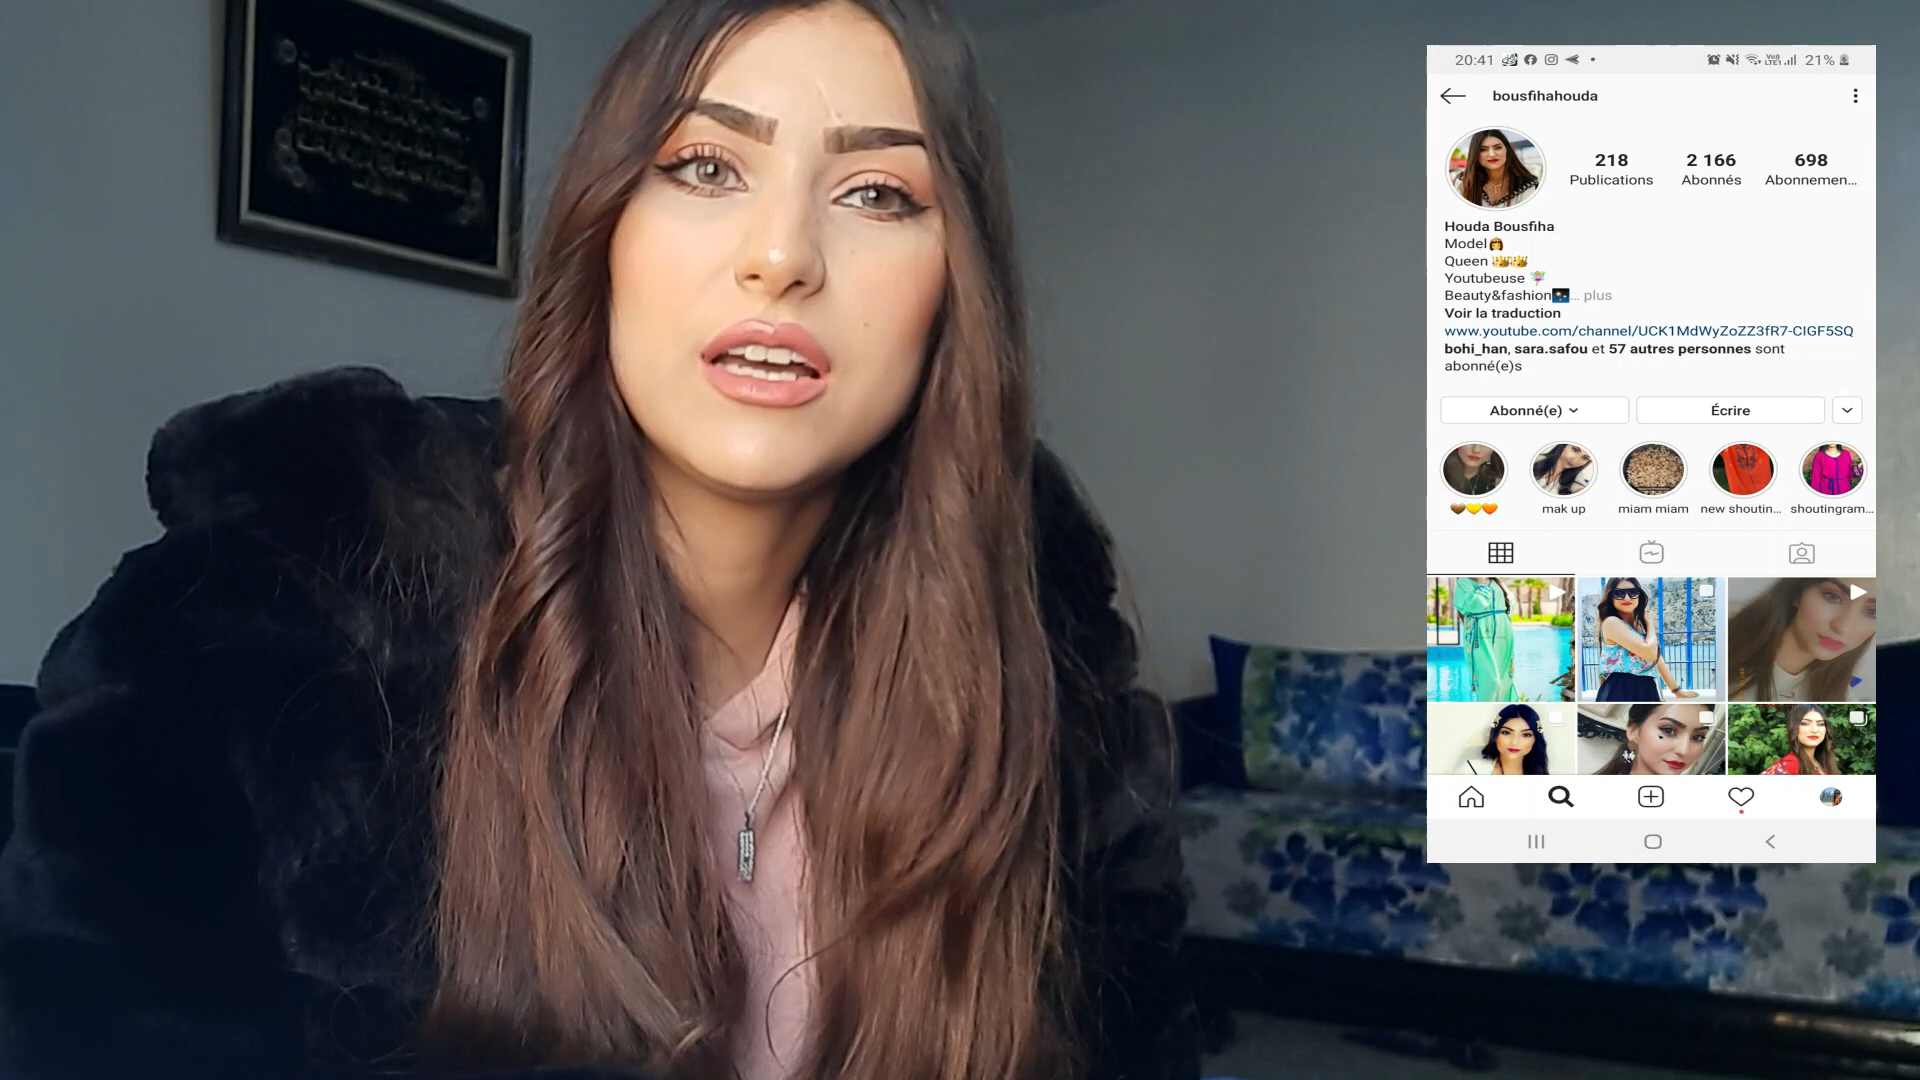 20:41 21%
bousfihahouda
218 2 166 698
Publications Abonnés Abonnemen...
Houda Bousfiha
Model👸
Queen 👑👑
Youtubeuse 🧚‍♀️
Beauty&fashion🌃... plus
Voir la traduction
www.youtube.com/channel/UCK1MdWyZoZZ3fR7-CIGF5SQ
bohi_han, sara.safou et 57 autres personnes sont
abonné(e)s
Abonné(e) Écrire
🤎💛🧡 mak up miam miam new shoutin... shoutingram...